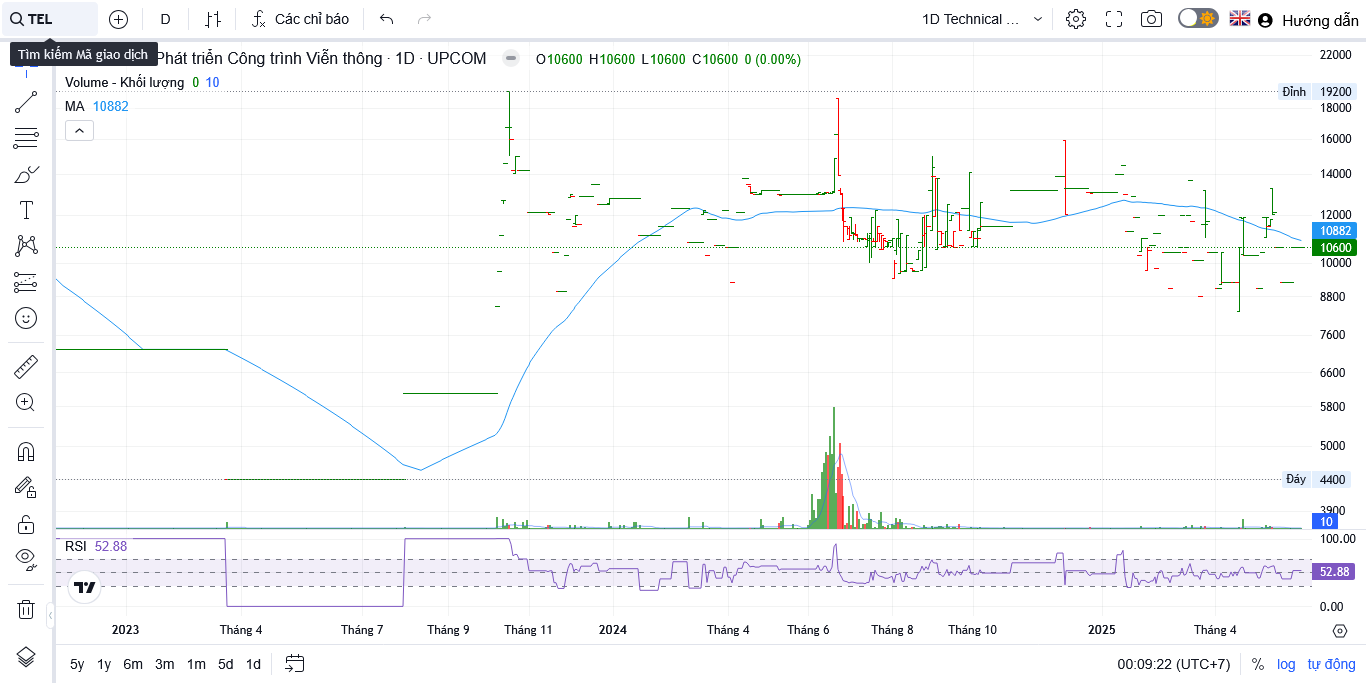 TEL D Các chỉ báo 1D Technical ... Hướng dẫn
Tìm kiếm Mã giao dịch
Phát triển Công trình Viễn thông · 1D · UPCOM O10600 H10600 L10600 C10600 0 (0.00%)
Volume - Khối lượng 0 10
MA 10882
22000
Đỉnh 19200
18000
16000
14000
12000
10882
10600
10000
8800
7600
6600
5800
5000
Đáy 4400
3900
10
RSI 52.88
100.00
52.88
0.00
2023 Tháng 4 Tháng 7 Tháng 9 Tháng 11 2024 Tháng 4 Tháng 6 Tháng 8 Tháng 10 2025 Tháng 4
5y 1y 6m 3m 1m 5d 1d 00:09:22 (UTC+7) % log tự động